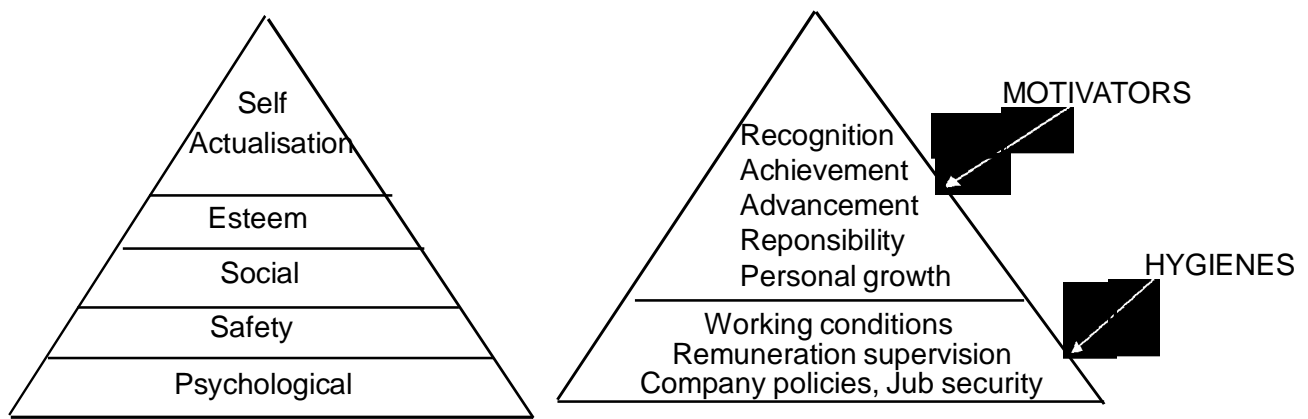 Self
Actualisation
Esteem
Social
Safety
Psychological
MOTIVATORS
Recognition
Achievement
Advancement
Reponsibility
Personal growth
HYGIENES
Working conditions
Remuneration supervision
Company policies, Jub security